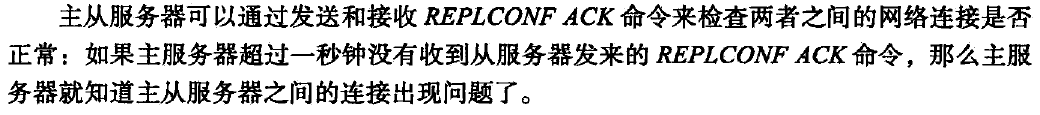 主从服务器可以通过发送和接收 REPLCONF ACK 命令来检查两者之间的网络连接是否
正常：如果主服务器超过一秒钟没有收到从服务器发来的 REPLCONF ACK 命令，那么主服
务器就知道主从服务器之间的连接出现问题了。